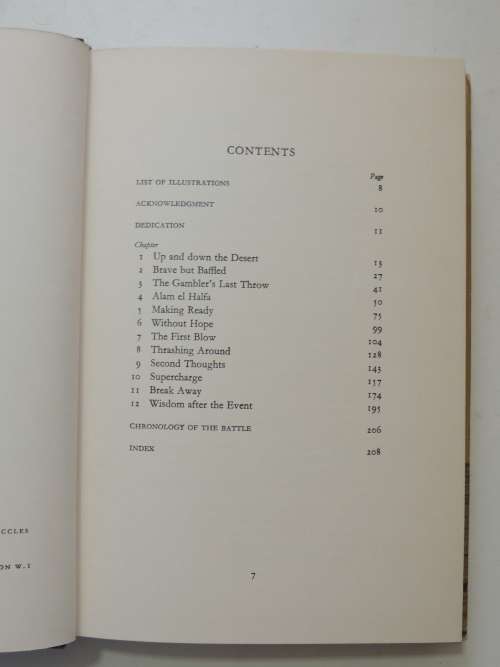 CONTENTS
Page
LIST OF ILLUSTRATIONS 8
ACKNOWLEDGMENT 10
DEDICATION 11
Chapter
1 Up and down the Desert 13
2 Brave but Baffled 27
3 The Gambler's Last Throw 41
4 Alam el Halfa 50
5 Making Ready 75
6 Without Hope 99
7 The First Blow 104
8 Thrashing Around 128
9 Second Thoughts 143
10 Supercharge 157
11 Break Away 174
12 Wisdom after the Event 195
CHRONOLOGY OF THE BATTLE 206
INDEX 208
CCLES
ON W.1
7